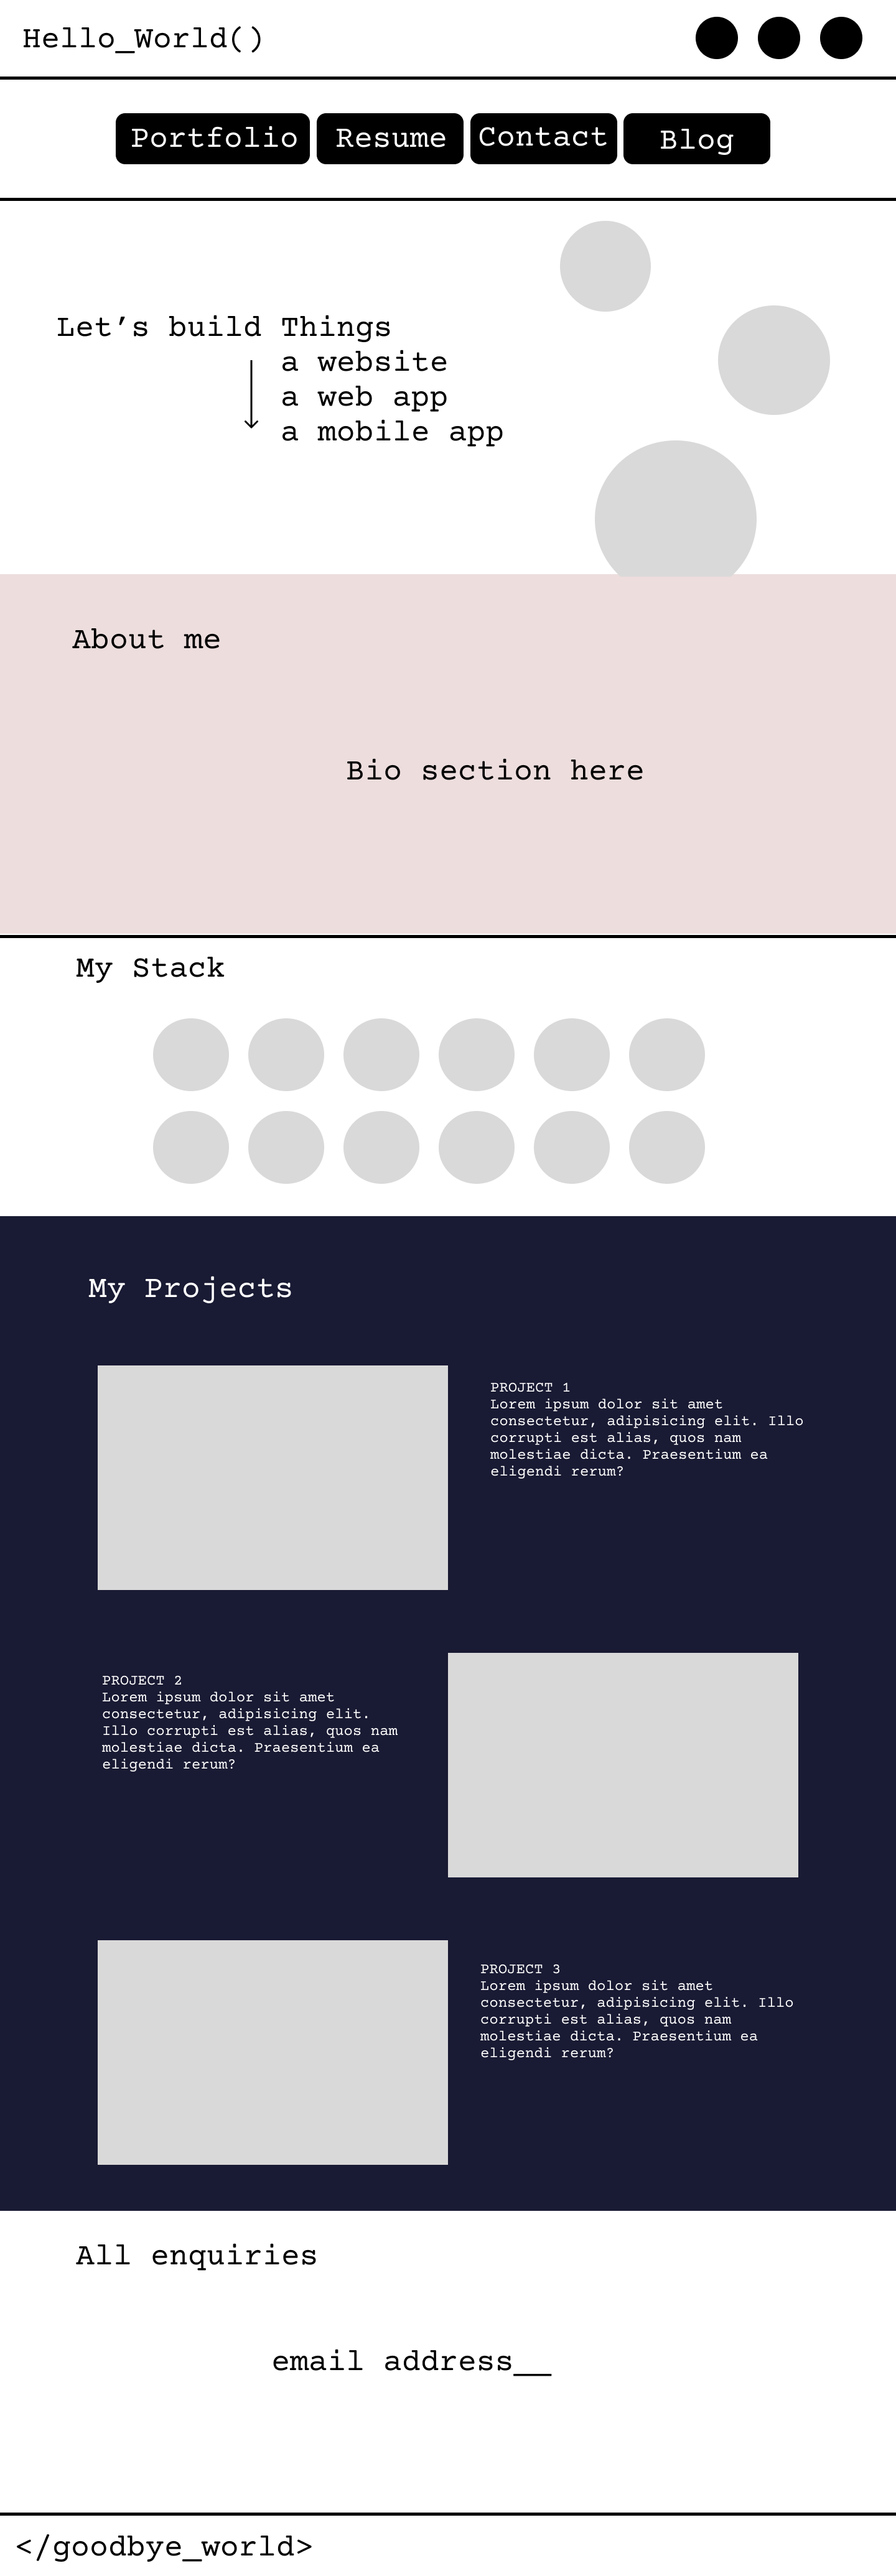 Hello_World()
Portfolio Resume Contact Blog
Let’s build Things
a website
a web app
a mobile app
About me
Bio section here
My Stack
My Projects
PROJECT 1
Lorem ipsum dolor sit amet
consectetur, adipisicing elit. Illo
corrupti est alias, quos nam
molestiae dicta. Praesentium ea
eligendi rerum?
PROJECT 2
Lorem ipsum dolor sit amet
consectetur, adipisicing elit.
Illo corrupti est alias, quos nam
molestiae dicta. Praesentium ea
eligendi rerum?
PROJECT 3
Lorem ipsum dolor sit amet
consectetur, adipisicing elit. Illo
corrupti est alias, quos nam
molestiae dicta. Praesentium ea
eligendi rerum?
All enquiries
email address__
</goodbye_world>